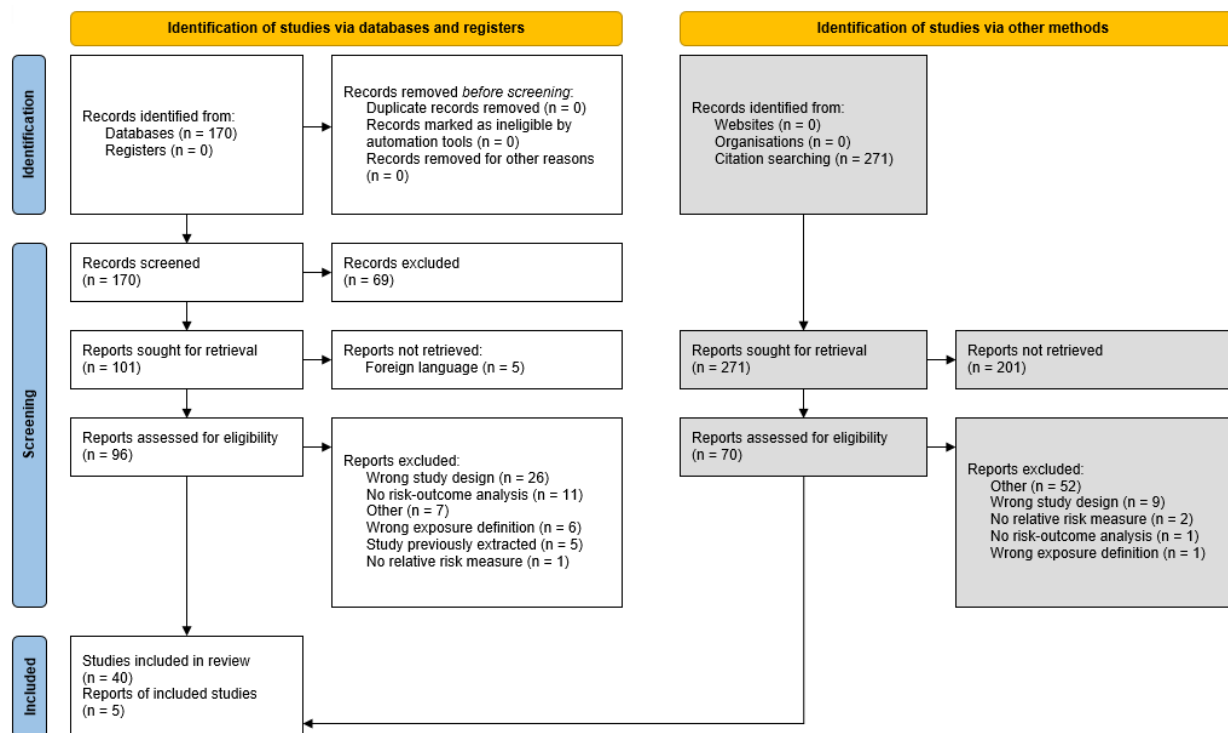 Identification of studies via databases and registers
Identification of studies via other methods
Identification
Records identified from:
Databases (n = 170)
Registers (n = 0)
Records removed before screening:
Duplicate records removed (n = 0)
Records marked as ineligible by
automation tools (n = 0)
Records removed for other reasons
(n = 0)
Records identified from:
Websites (n = 0)
Organisations (n = 0)
Citation searching (n = 271)
Screening
Records screened
(n = 170)
Records excluded
(n = 69)
Reports sought for retrieval
(n = 101)
Reports not retrieved:
Foreign language (n = 5)
Reports sought for retrieval
(n = 271)
Reports not retrieved
(n = 201)
Reports assessed for eligibility
(n = 96)
Reports excluded:
Wrong study design (n = 26)
No risk-outcome analysis (n = 11)
Other (n = 7)
Wrong exposure definition (n = 6)
Study previously extracted (n = 5)
No relative risk measure (n = 1)
Reports assessed for eligibility
(n = 70)
Reports excluded:
Other (n = 52)
Wrong study design (n = 9)
No relative risk measure (n = 2)
No risk-outcome analysis (n = 1)
Wrong exposure definition (n = 1)
Included
Studies included in review
(n = 40)
Reports of included studies
(n = 5)